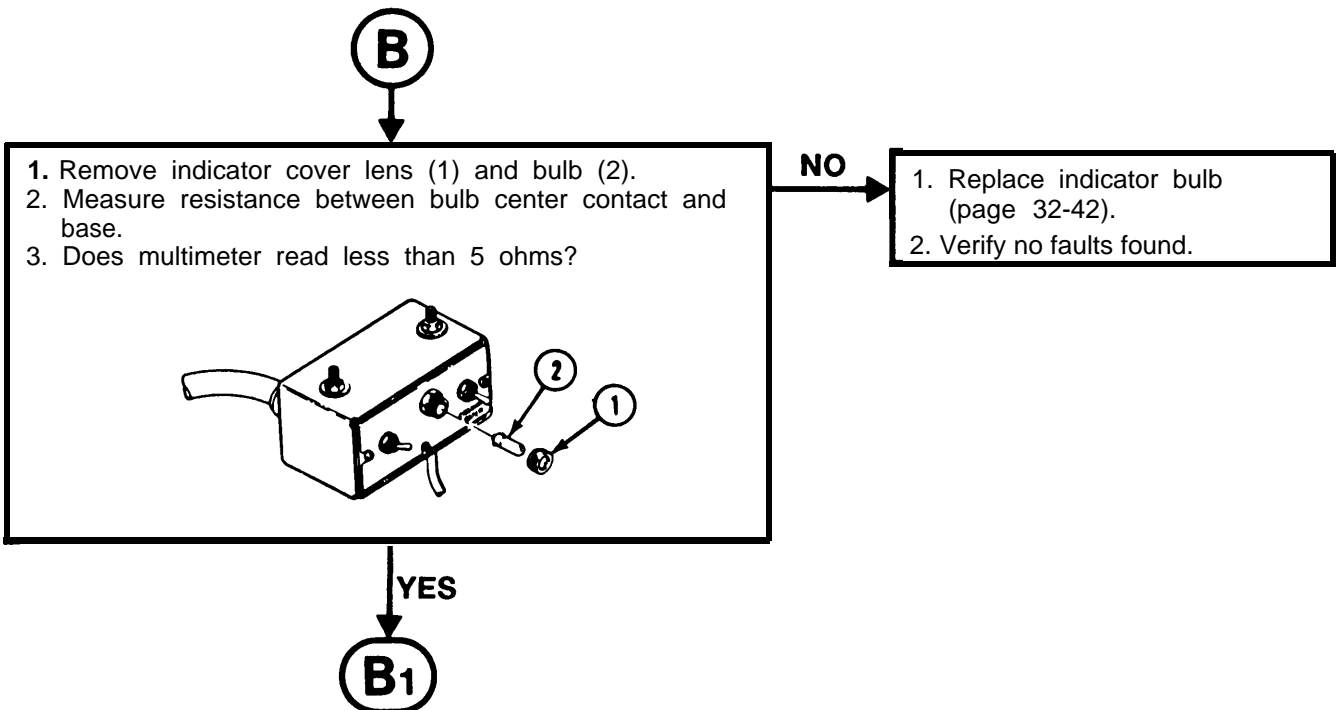 B
1. Remove indicator cover lens (1) and bulb (2).
2. Measure resistance between bulb center contact and
base.
3. Does multimeter read less than 5 ohms?
NO
1. Replace indicator bulb
(page 32-42).
2. Verify no faults found.
2
1
YES
B1